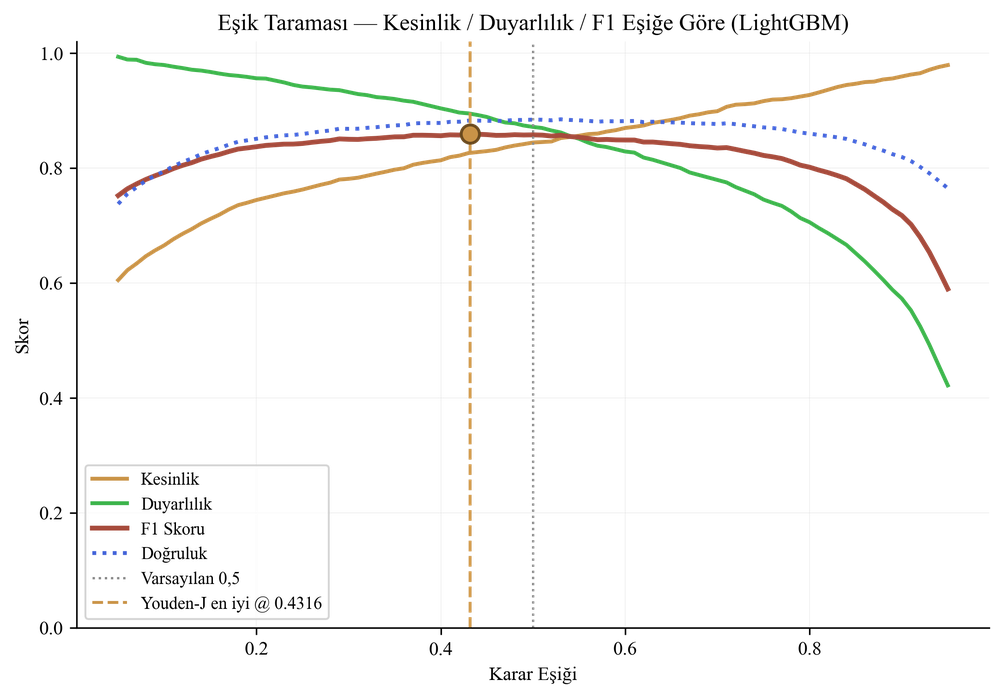 Eşik Taraması — Kesinlik / Duyarlılık / F1 Eşiğe Göre (LightGBM)
Skor
1.0
0.8
0.6
0.4
0.2
0.0
Kesinlik
Duyarlılık
F1 Skoru
Doğruluk
Varsayılan 0,5
Youden-J en iyi @ 0.4316
0.2
0.4
0.6
0.8
Karar Eşiği